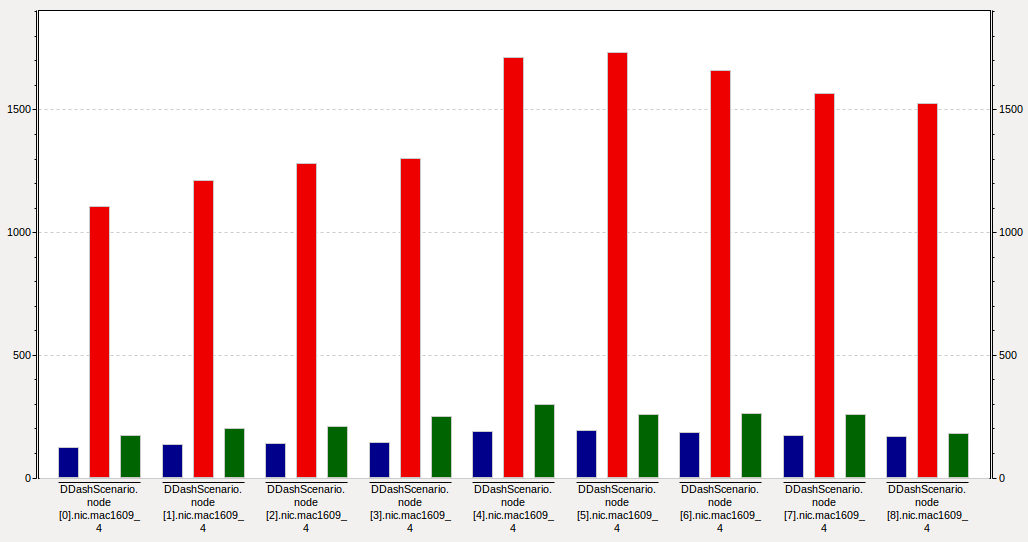 1500
1000
500
0
1500
1000
500
0
DDashScenario.
node
[0].nic.mac1609_
4
DDashScenario.
node
[1].nic.mac1609_
4
DDashScenario.
node
[2].nic.mac1609_
4
DDashScenario.
node
[3].nic.mac1609_
4
DDashScenario.
node
[4].nic.mac1609_
4
DDashScenario.
node
[5].nic.mac1609_
4
DDashScenario.
node
[6].nic.mac1609_
4
DDashScenario.
node
[7].nic.mac1609_
4
DDashScenario.
node
[8].nic.mac1609_
4